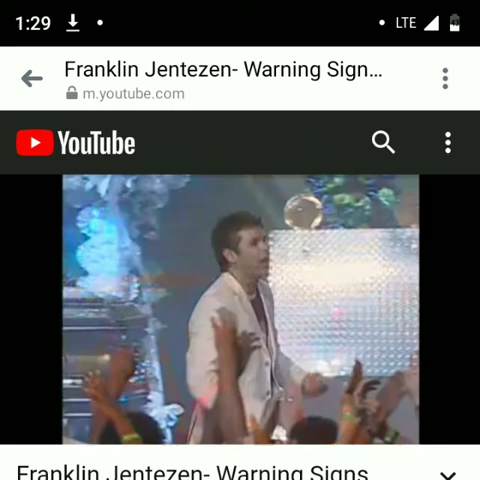 1:29 LTE
Franklin Jentezen- Warning Sign...
m.youtube.com
YouTube
Franklin Jentezen- Warning Signs